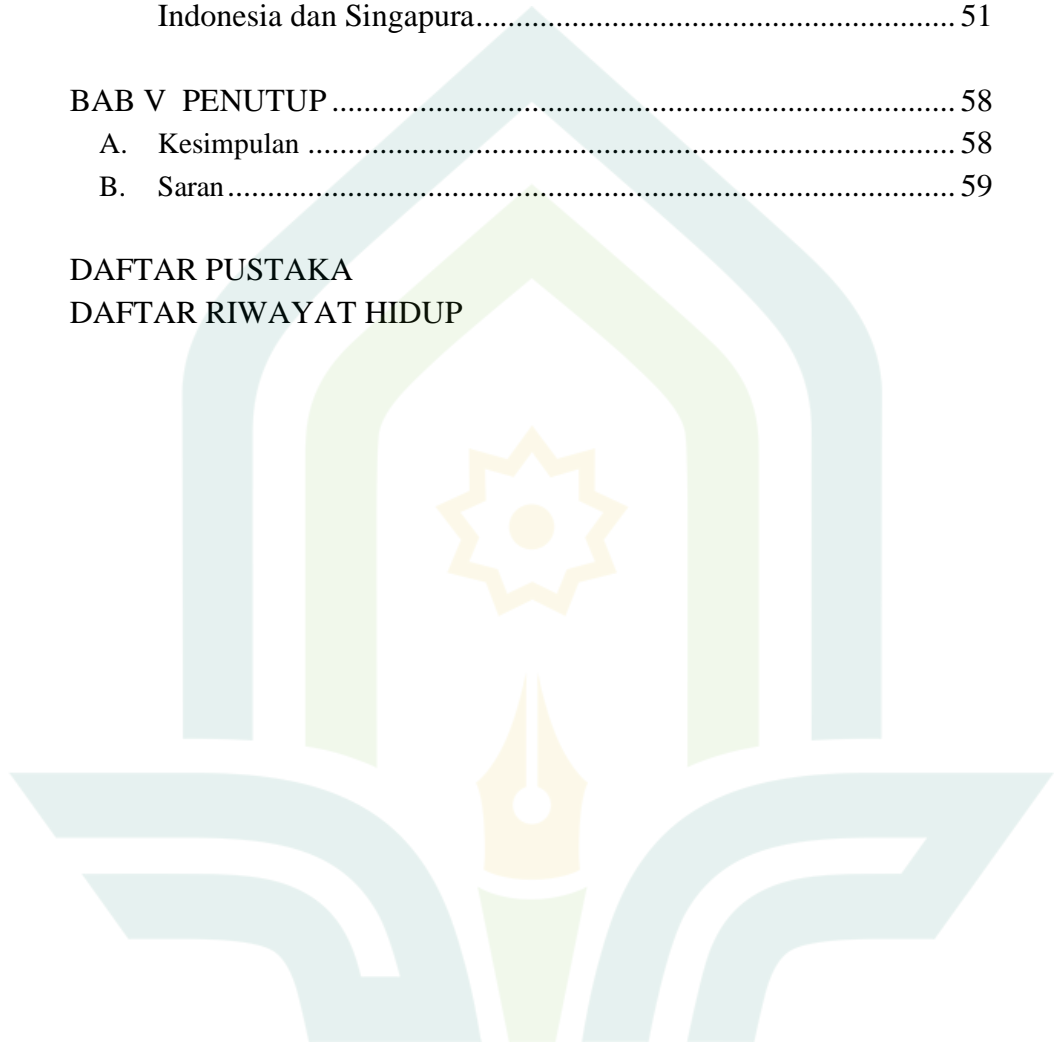 Indonesia dan Singapura.................................................................... 51
BAB V PENUTUP ......................................................................................... 58
A. Kesimpulan ............................................................................................ 58
B. Saran........................................................................................................ 59
DAFTAR PUSTAKA
DAFTAR RIWAYAT HIDUP